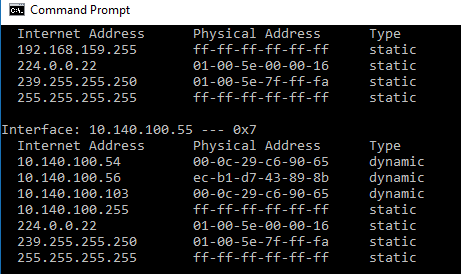 Command Prompt
Internet Address Physical Address Type
192.168.159.255 ff-ff-ff-ff-ff-ff static
224.0.0.22 01-00-5e-00-00-16 static
239.255.255.250 01-00-5e-7f-ff-fa static
255.255.255.255 ff-ff-ff-ff-ff-ff static
Interface: 10.140.100.55 --- 0x7
Internet Address Physical Address Type
10.140.100.54 00-0c-29-c6-90-65 dynamic
10.140.100.56 ec-b1-d7-43-89-8b dynamic
10.140.100.103 00-0c-29-c6-90-65 dynamic
10.140.100.255 ff-ff-ff-ff-ff-ff static
224.0.0.22 01-00-5e-00-00-16 static
239.255.255.250 01-00-5e-7f-ff-fa static
255.255.255.255 ff-ff-ff-ff-ff-ff static